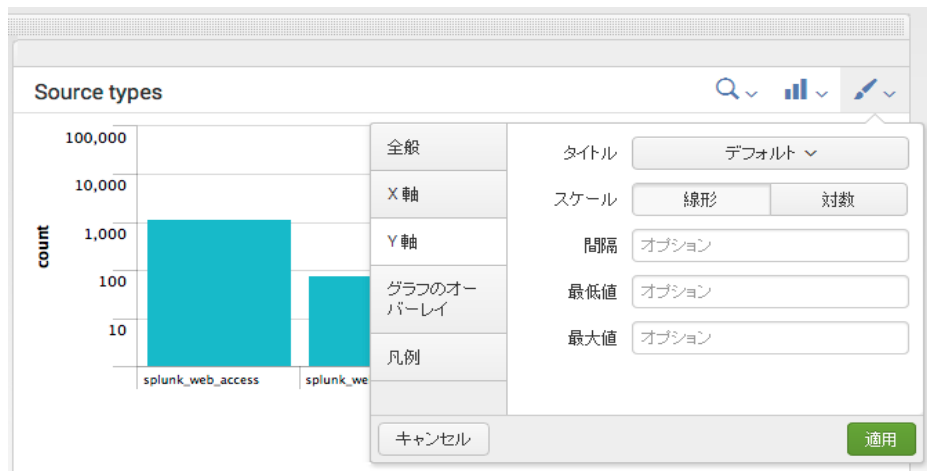 Source types
100,000
10,000
1,000
100
10
count
splunk_web_access
splunk_we
全般
X 軸
Y 軸
グラフのオー
バーレイ
凡例
タイトル
デフォルト
スケール
線形
対数
間隔
オプション
最低値
オプション
最大値
オプション
キャンセル
適用